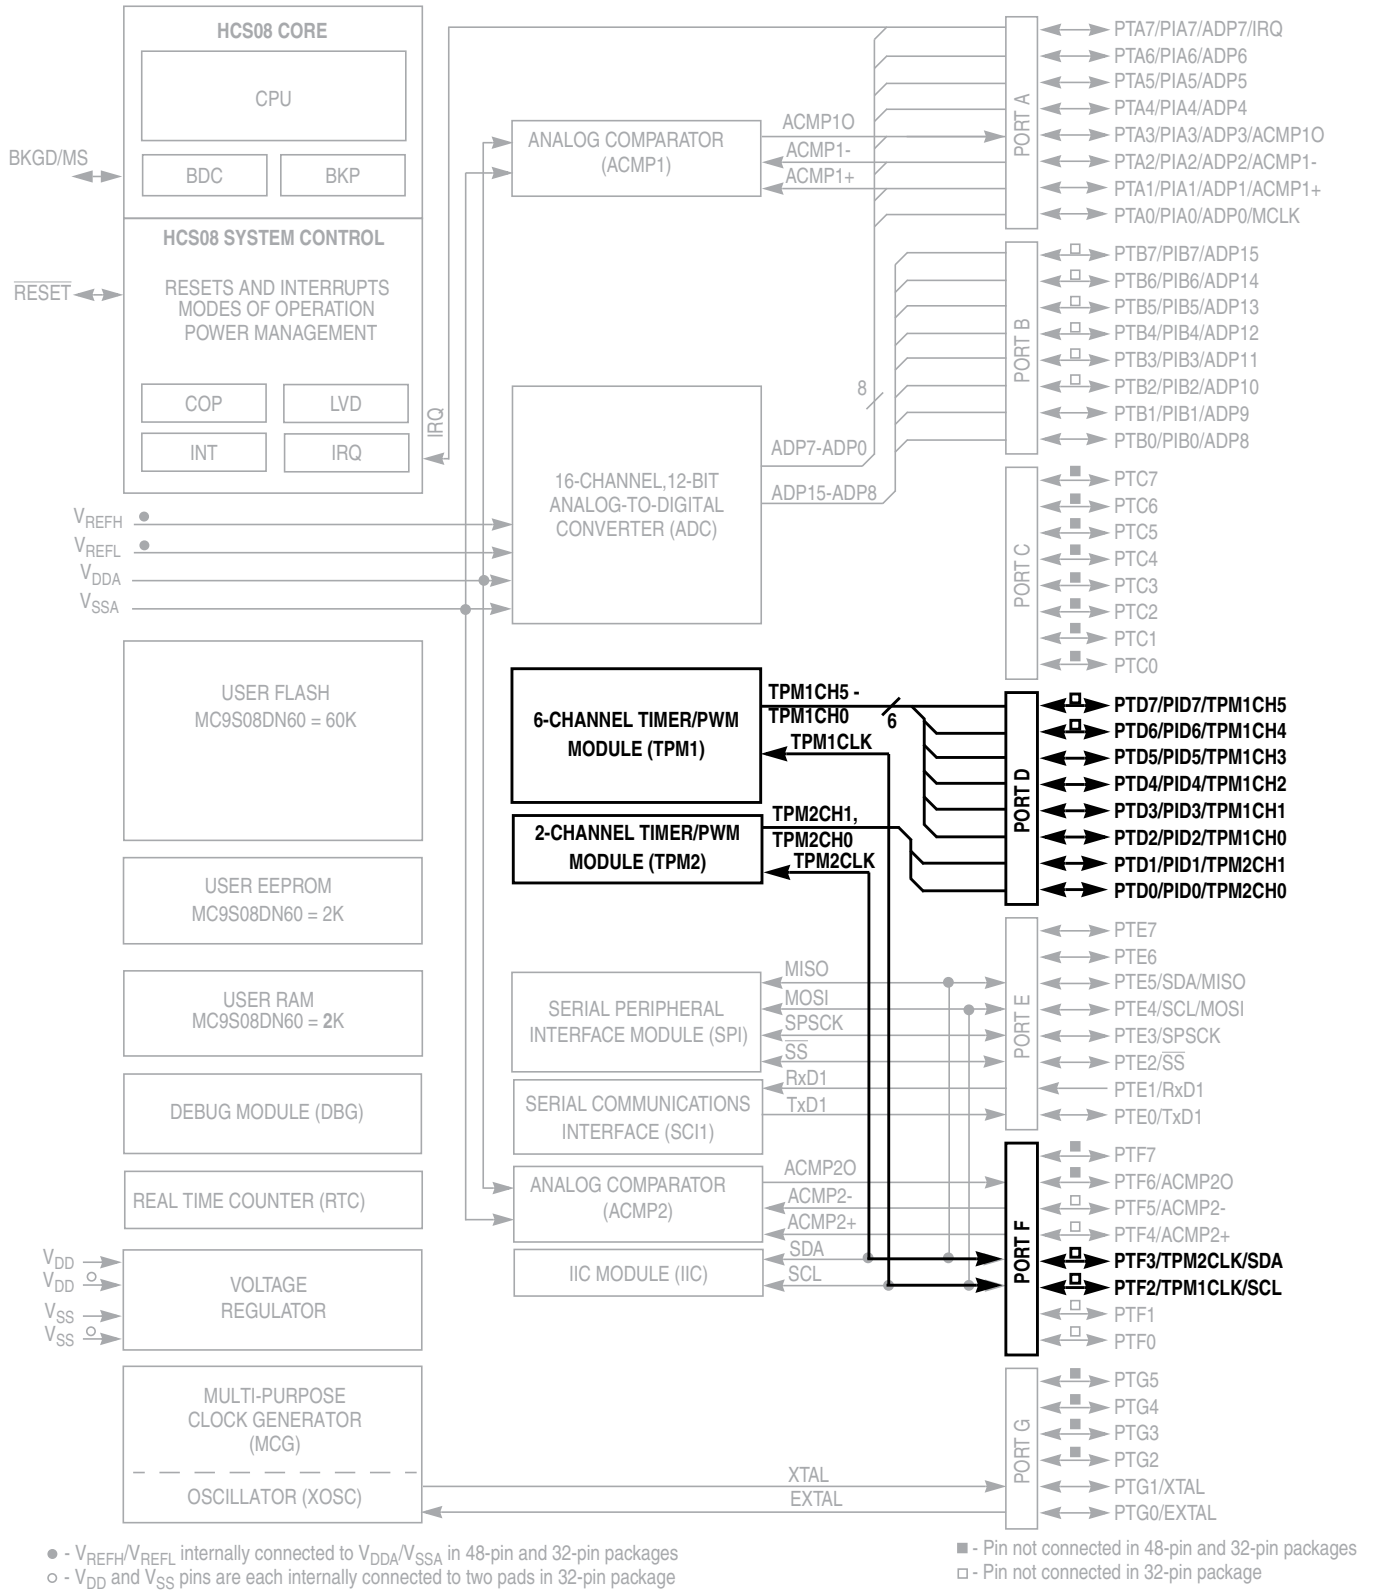 HCS08 CORE
CPU
BDC
BKP
BKGD/MS
HCS08 SYSTEM CONTROL
RESETS AND INTERRUPTS
MODES OF OPERATION
POWER MANAGEMENT
RESET
COP
LVD
INT
IRQ
IRQ
VREFH
VREFL
VDDA
VSSA
USER FLASH
MC9S08DN60 = 60K
USER EEPROM
MC9S08DN60 = 2K
USER RAM
MC9S08DN60 = 2K
DEBUG MODULE (DBG)
REAL TIME COUNTER (RTC)
VDD
VDD
VSS
VSS
VOLTAGE
REGULATOR
MULTI-PURPOSE
CLOCK GENERATOR
(MCG)
OSCILLATOR (XOSC)
ANALOG COMPARATOR
(ACMP1)
ACMP1O
ACMP1-
ACMP1+
16-CHANNEL,12-BIT
ANALOG-TO-DIGITAL
CONVERTER (ADC)
8
ADP7-ADP0
ADP15-ADP8
6-CHANNEL TIMER/PWM
MODULE (TPM1)
TPM1CH5 -
TPM1CH0
6
TPM1CLK
2-CHANNEL TIMER/PWM
MODULE (TPM2)
TPM2CH1,
TPM2CH0
TPM2CLK
SERIAL PERIPHERAL
INTERFACE MODULE (SPI)
MISO
MOSI
SPSCK
SS
SERIAL COMMUNICATIONS
INTERFACE (SCI1)
RxD1
TxD1
ANALOG COMPARATOR
(ACMP2)
ACMP2O
ACMP2-
ACMP2+
IIC MODULE (IIC)
SDA
SCL
XTAL
EXTAL
PORT A
PTA7/PIA7/ADP7/IRQ
PTA6/PIA6/ADP6
PTA5/PIA5/ADP5
PTA4/PIA4/ADP4
PTA3/PIA3/ADP3/ACMP1O
PTA2/PIA2/ADP2/ACMP1-
PTA1/PIA1/ADP1/ACMP1+
PTA0/PIA0/ADP0/MCLK
PORT B
PTB7/PIB7/ADP15
PTB6/PIB6/ADP14
PTB5/PIB5/ADP13
PTB4/PIB4/ADP12
PTB3/PIB3/ADP11
PTB2/PIB2/ADP10
PTB1/PIB1/ADP9
PTB0/PIB0/ADP8
PORT C
PTC7
PTC6
PTC5
PTC4
PTC3
PTC2
PTC1
PTC0
PORT D
PTD7/PID7/TPM1CH5
PTD6/PID6/TPM1CH4
PTD5/PID5/TPM1CH3
PTD4/PID4/TPM1CH2
PTD3/PID3/TPM1CH1
PTD2/PID2/TPM1CH0
PTD1/PID1/TPM2CH1
PTD0/PID0/TPM2CH0
PORT E
PTE7
PTE6
PTE5/SDA/MISO
PTE4/SCL/MOSI
PTE3/SPSCK
PTE2/SS
PTE1/RxD1
PTE0/TxD1
PORT F
PTF7
PTF6/ACMP2O
PTF5/ACMP2-
PTF4/ACMP2+
PTF3/TPM2CLK/SDA
PTF2/TPM1CLK/SCL
PTF1
PTF0
PORT G
PTG5
PTG4
PTG3
PTG2
PTG1/XTAL
PTG0/EXTAL
● - VREFH/VREFL internally connected to VDDA/VSSA in 48-pin and 32-pin packages
○ - VDD and VSS pins are each internally connected to two pads in 32-pin package
■ - Pin not connected in 48-pin and 32-pin packages
□ - Pin not connected in 32-pin package